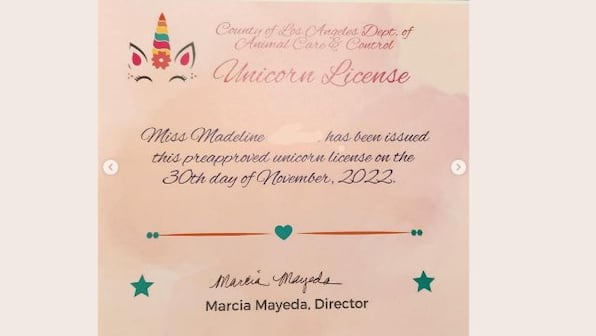 County of Los Angeles Dept. of
Animal Care & Control
Unicorn License
Miss Madeline , has been issued
this preapproved unicorn license on the
30th day of November, 2022.
Marcia Mayeda
Marcia Mayeda, Director